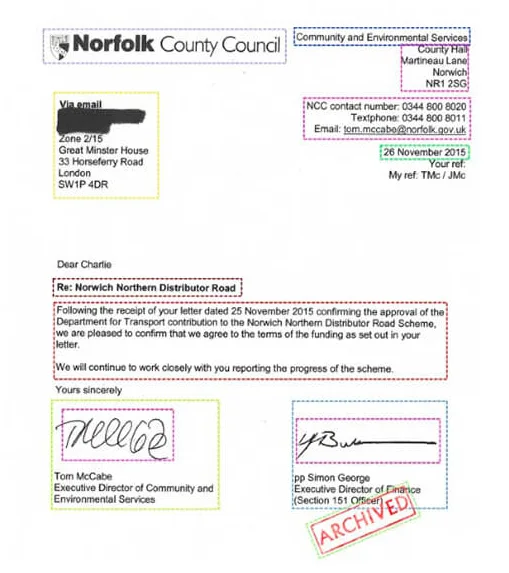 Norfolk County Council
Community and Environmental Services
County Hall
Martineau Lane
Norwich
NR1 2SG
NCC contact number: 0344 800 8020
Textphone: 0344 800 8011
Email: tom.mccabe@norfolk.gov.uk
Via email
Zone 2/15
Great Minster House
33 Horseferry Road
London
SW1P 4DR
26 November 2015
Your ref:
My ref: TMc / JMc
Dear Charlie
Re: Norwich Northern Distributor Road
Following the receipt of your letter dated 25 November 2015 confirming the approval of the
Department for Transport contribution to the Norwich Northern Distributor Road Scheme,
we are pleased to confirm that we agree to the terms of the funding as set out in your
letter.
We will continue to work closely with you reporting the progress of the scheme.
Yours sincerely
Tom McCabe
Executive Director of Community and
Environmental Services
pp Simon George
Executive Director of Finance
(Section 151 Officer)
ARCHIVED